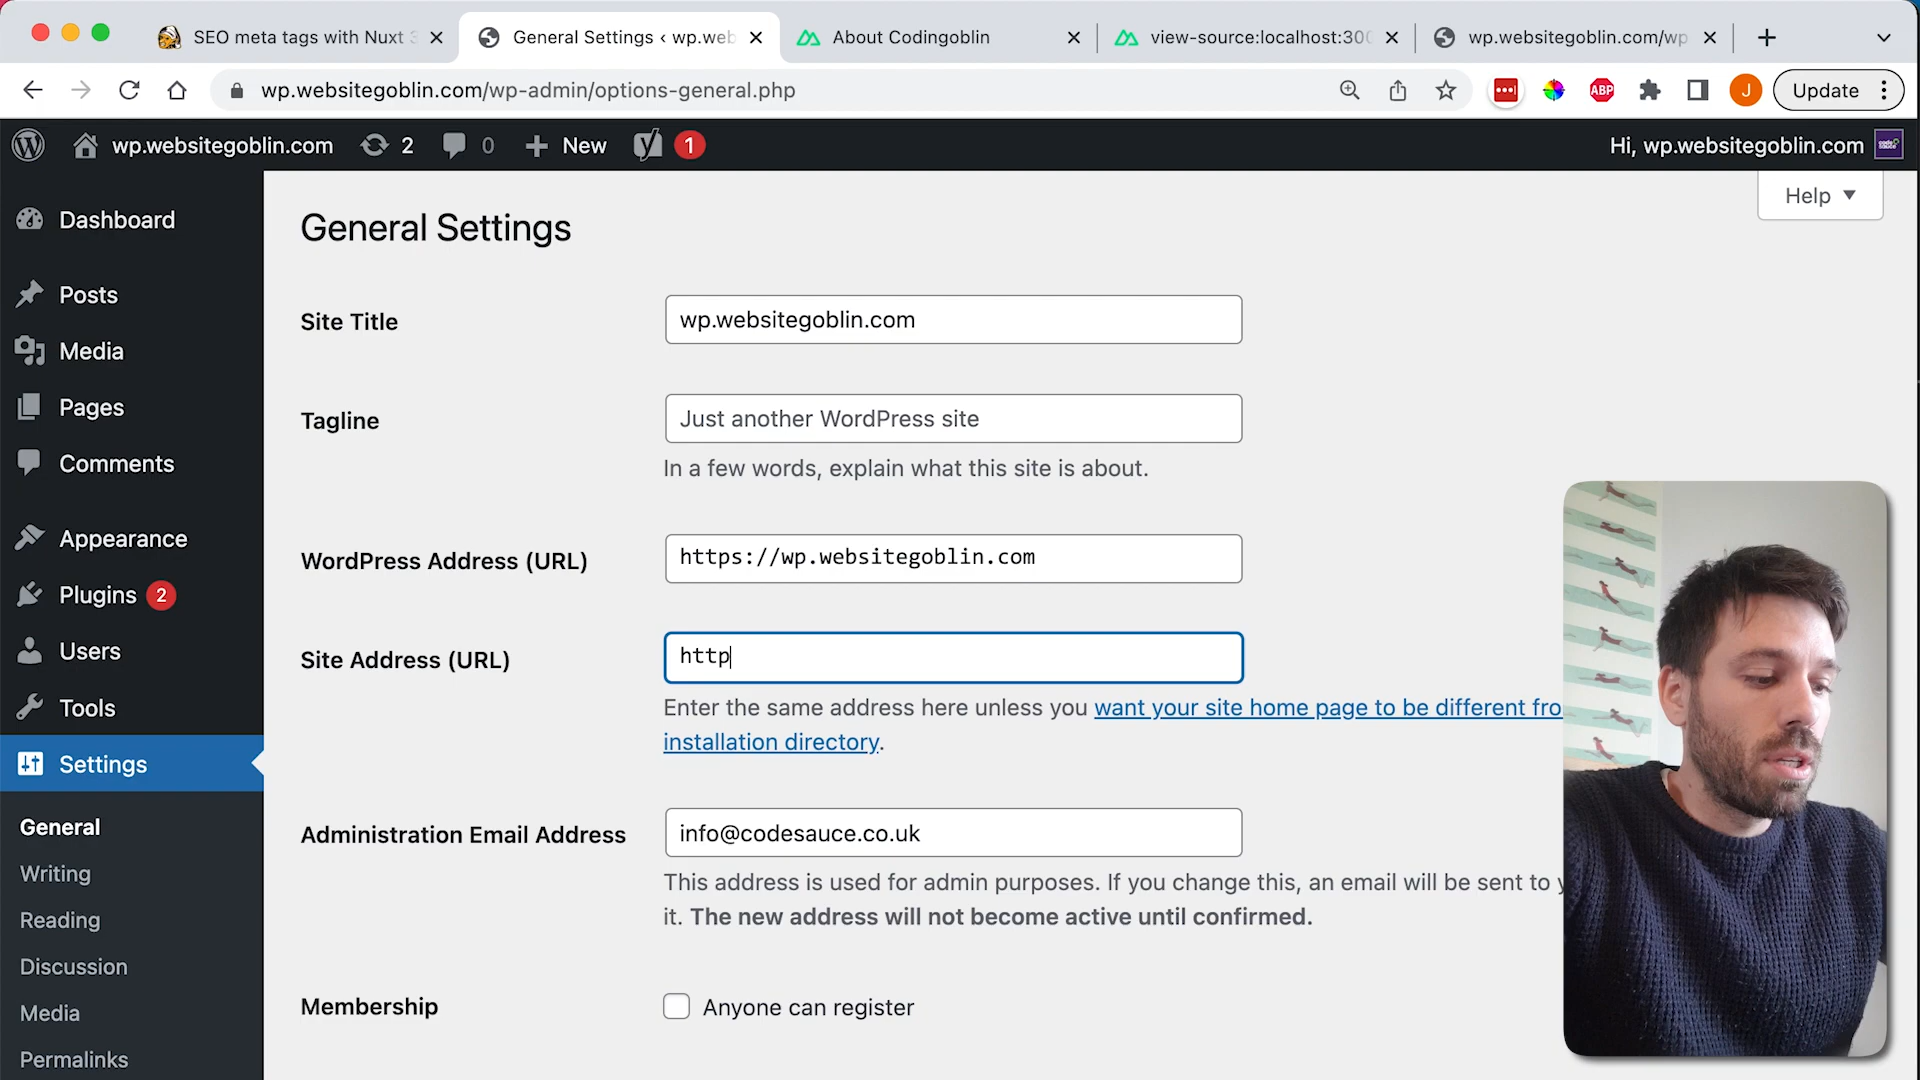 SEO meta tags with Nuxt 3
General Settings ‹ wp.web
About Codingoblin
view-source:localhost:300
wp.websitegoblin.com/wp
wp.websitegoblin.com/wp-admin/options-general.php
ABP
J
Update
wp.websitegoblin.com
2
0
New
1
Hi, wp.websitegoblin.com
Help
Dashboard
Posts
Media
Pages
Comments
Appearance
Plugins 2
Users
Tools
Settings
General
Writing
Reading
Discussion
Media
Permalinks
General Settings
Site Title
wp.websitegoblin.com
Tagline
Just another WordPress site
In a few words, explain what this site is about.
WordPress Address (URL)
https://wp.websitegoblin.com
Site Address (URL)
http
Enter the same address here unless you want your site home page to be different fro
installation directory.
Administration Email Address
info@codesauce.co.uk
This address is used for admin purposes. If you change this, an email will be sent to y
it. The new address will not become active until confirmed.
Membership
Anyone can register